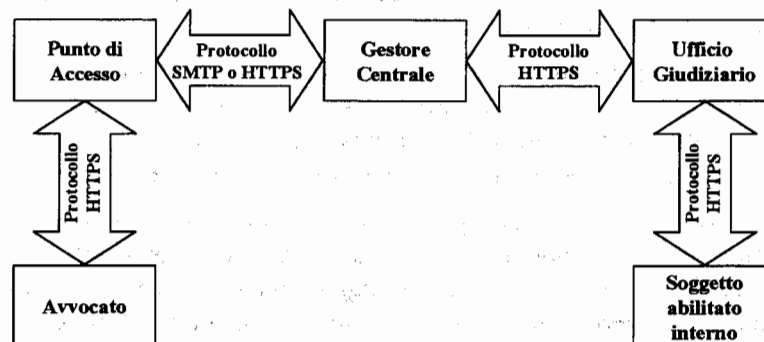 Punto di
Accesso
Protocollo
SMTP o HTTPS
Gestore
Centrale
Protocollo
HTTPS
Ufficio
Giudiziario
Protocollo
HTTPS
Protocollo
HTTPS
Avvocato
Soggetto
abilitato
interno